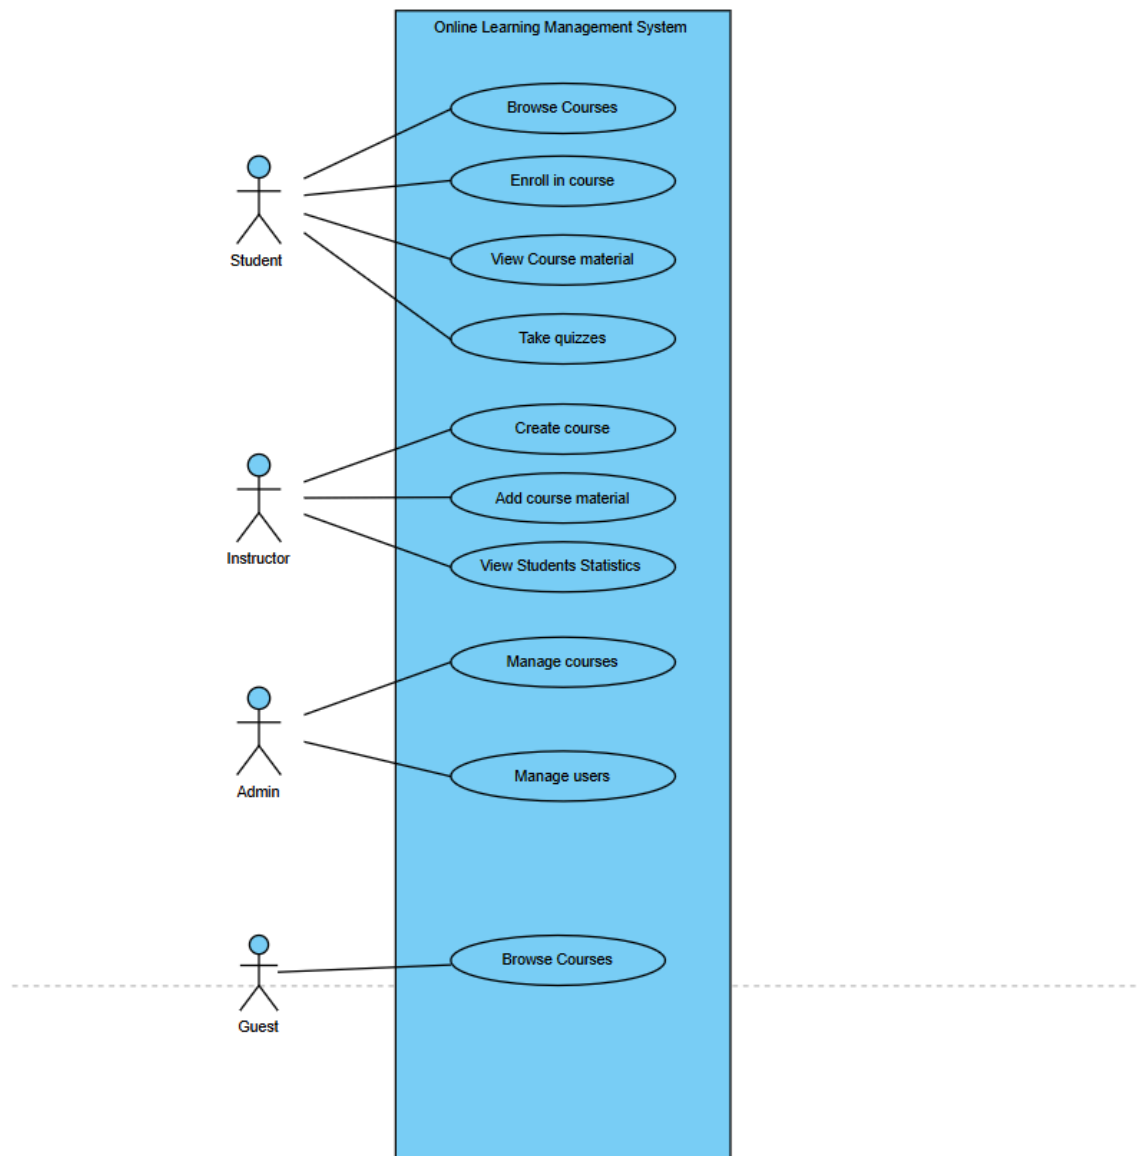 Online Learning Management System
Browse Courses
Enroll in course
Student
View Course material
Take quizzes
Create course
Add course material
Instructor
View Students Statistics
Manage courses
Manage users
Admin
Browse Courses
Guest